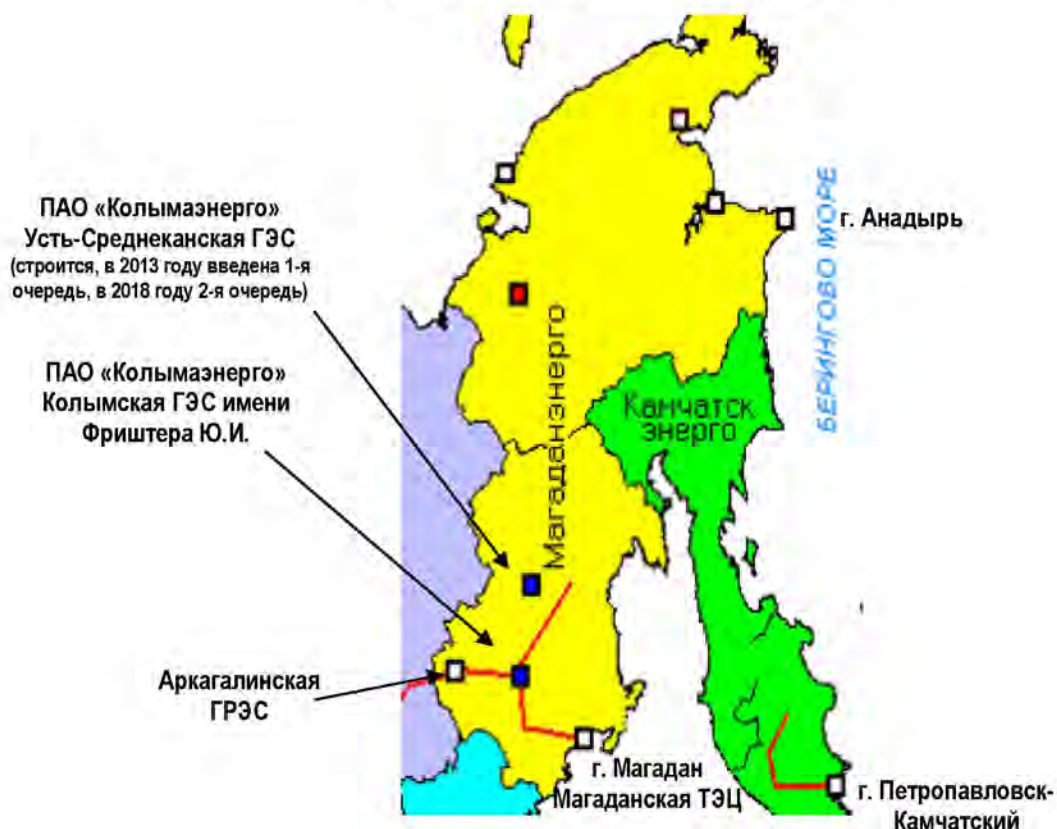 ПАО «Колымаэнерго»
Усть-Среднеканская ГЭС
(строится, в 2013 году введена 1-я
очередь, в 2018 году 2-я очередь)
ПАО «Колымаэнерго»
Колымская ГЭС имени
Фриштера Ю.И.
Аркагалинская
ГРЭС
Магаданэнерго
Камчатск
энерго
БЕРИНГОВО МОРЕ
г. Анадырь
г. Магадан
Магаданская ТЭЦ
г. Петропавловск-
Камчатский